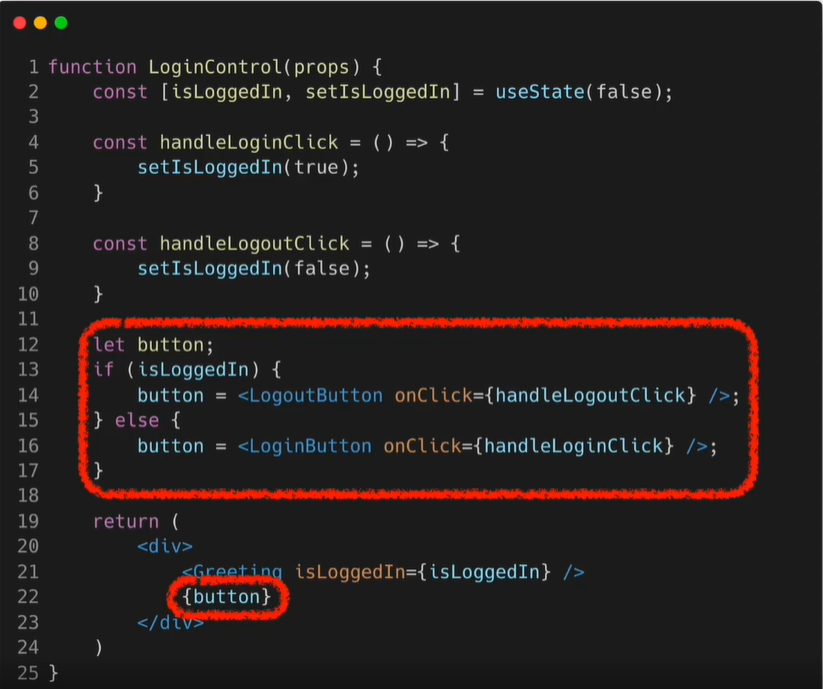 1 function LoginControl(props) {
2     const [isLoggedIn, setIsLoggedIn] = useState(false);
3
4     const handleLoginClick = () => {
5         setIsLoggedIn(true);
6     }
7
8     const handleLogoutClick = () => {
9         setIsLoggedIn(false);
10     }
11
12     let button;
13     if (isLoggedIn) {
14         button = <LogoutButton onClick={handleLogoutClick} />;
15     } else {
16         button = <LoginButton onClick={handleLoginClick} />;
17     }
18
19     return (
20         <div>
21             <Greeting isLoggedIn={isLoggedIn} />
22             {button}
23         </div>
24     )
25 }